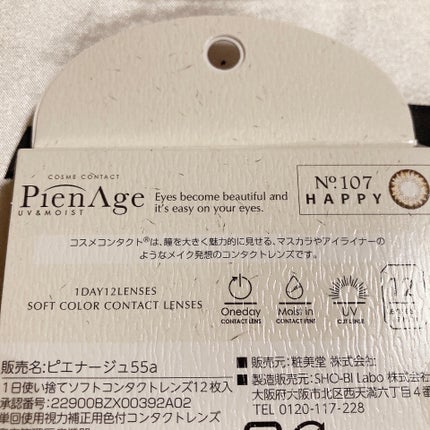 COSME CONTACT
PienAge
UV&MOIST
Eyes become beautiful and
it's easy on your eyes.
No.107
HAPPY
コスメコンタクト®は、瞳を大きく魅力的に見せる、マスカラやアイライナーの
ようなメイク発想のコンタクトレンズです。
1DAY12LENSES
SOFT COLOR CONTACT LENSES
Oneday
CONTACT LENS
Moist in
CONTACT LENS
UV
CUT LENS
12
販売名:ピエナージュ55a
1日使い捨てソフトコンタクトレンズ12枚入
承認番号:22900BZX00392A02
単回使用視力補正用色付コンタクトレンズ
■ 販売元:粧美堂 株式会社
■ 製造販売元:SHO-BI Labo 株式会
大阪府大阪市北区西天満六丁目4
TEL 0120-117-228